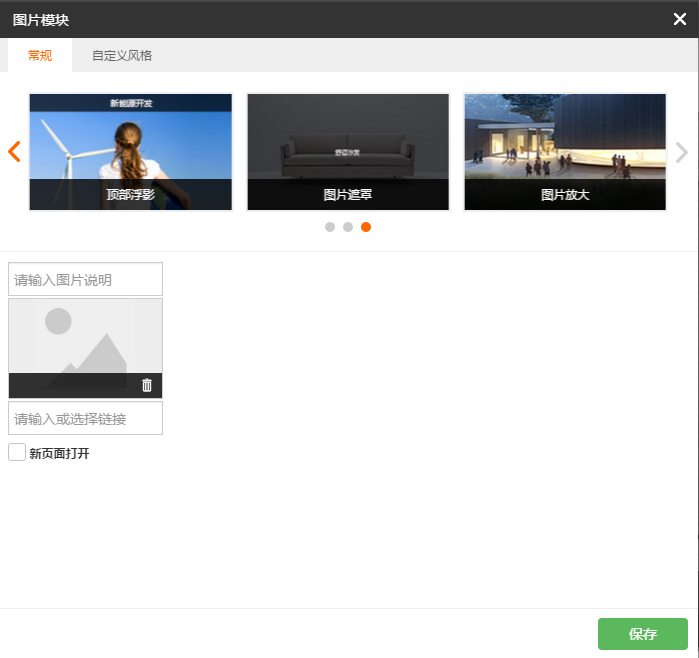 图片模块
常规
自定义风格
新能源开发
顶部浮影
舒适沙发
图片遮罩
图片放大
请输入图片说明
请输入或选择链接
新页面打开
保存